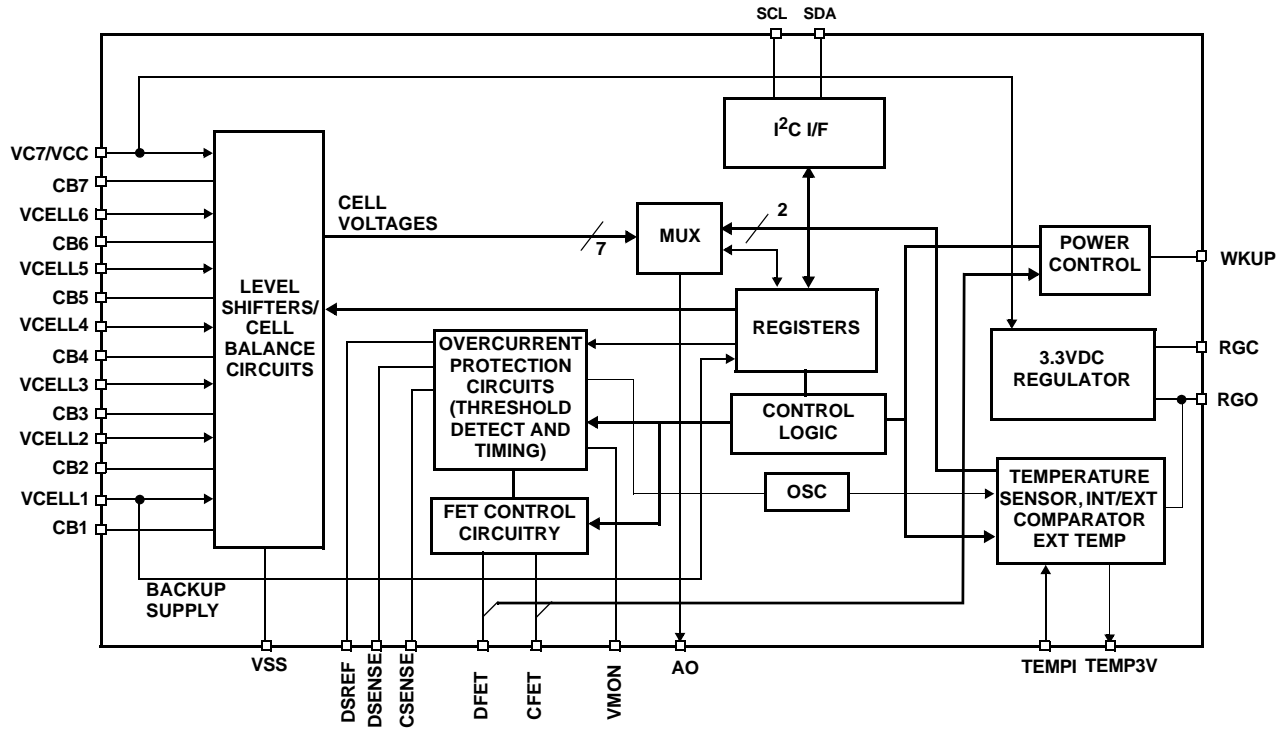 SCL SDA
I2C I/F
VC7/VCC
CB7
VCELL6
CB6
VCELL5
CB5
VCELL4
CB4
VCELL3
CB3
VCELL2
CB2
VCELL1
CB1
LEVEL
SHIFTERS/
CELL
BALANCE
CIRCUITS
CELL
VOLTAGES
7
MUX
2
REGISTERS
POWER
CONTROL
WKUP
3.3VDC
REGULATOR
RGC
RGO
OVERCURRENT
PROTECTION
CIRCUITS
(THRESHOLD
DETECT AND
TIMING)
CONTROL
LOGIC
OSC
TEMPERATURE
SENSOR, INT/EXT
COMPARATOR
EXT TEMP
FET CONTROL
CIRCUITRY
BACKUP
SUPPLY
VSS
DSREF
DSENSE
CSENSE
DFET
CFET
VMON
AO
TEMPI TEMP3V